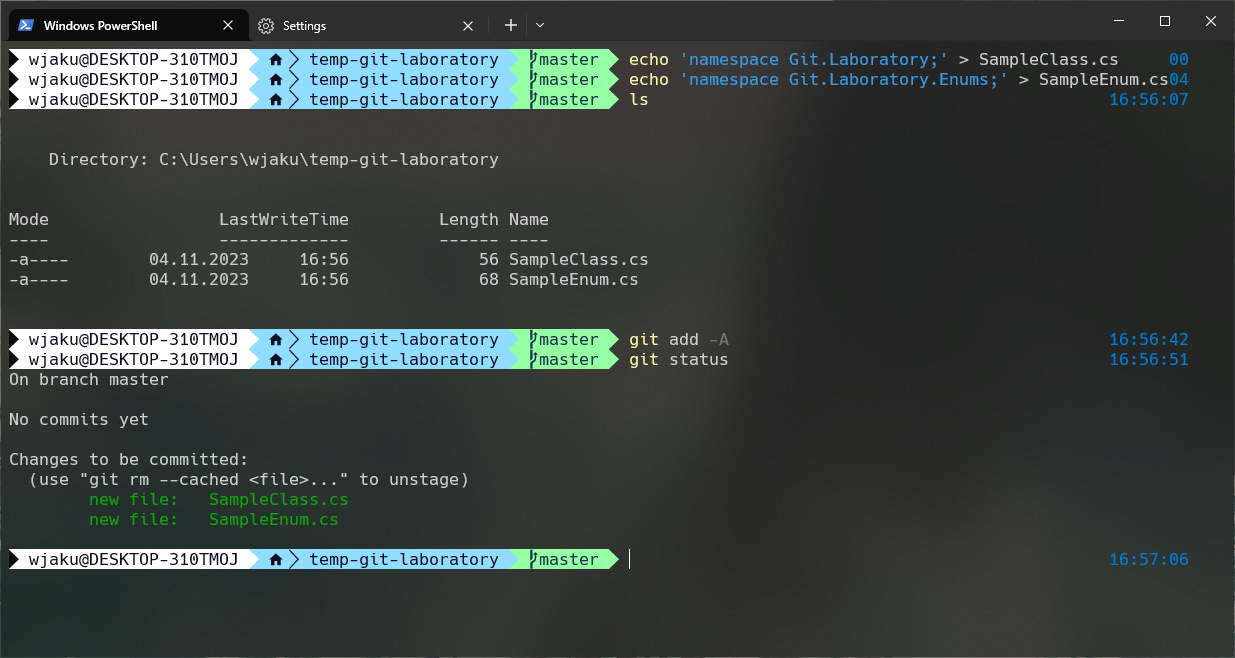 Windows PowerShell
Settings
wjaku@DESKTOP-310TMOJ temp-git-laboratory master echo 'namespace Git.Laboratory;' > SampleClass.cs 00
wjaku@DESKTOP-310TMOJ temp-git-laboratory master echo 'namespace Git.Laboratory.Enums;' > SampleEnum.cs04
wjaku@DESKTOP-310TMOJ temp-git-laboratory master ls 16:56:07
Directory: C:\Users\wjaku\temp-git-laboratory
Mode LastWriteTime Length Name
---- ------------- ------ ----
-a---- 04.11.2023 16:56 56 SampleClass.cs
-a---- 04.11.2023 16:56 68 SampleEnum.cs
wjaku@DESKTOP-310TMOJ temp-git-laboratory master git add -A 16:56:42
wjaku@DESKTOP-310TMOJ temp-git-laboratory master git status 16:56:51
On branch master
No commits yet
Changes to be committed:
(use "git rm --cached <file>..." to unstage)
new file: SampleClass.cs
new file: SampleEnum.cs
wjaku@DESKTOP-310TMOJ temp-git-laboratory master 16:57:06